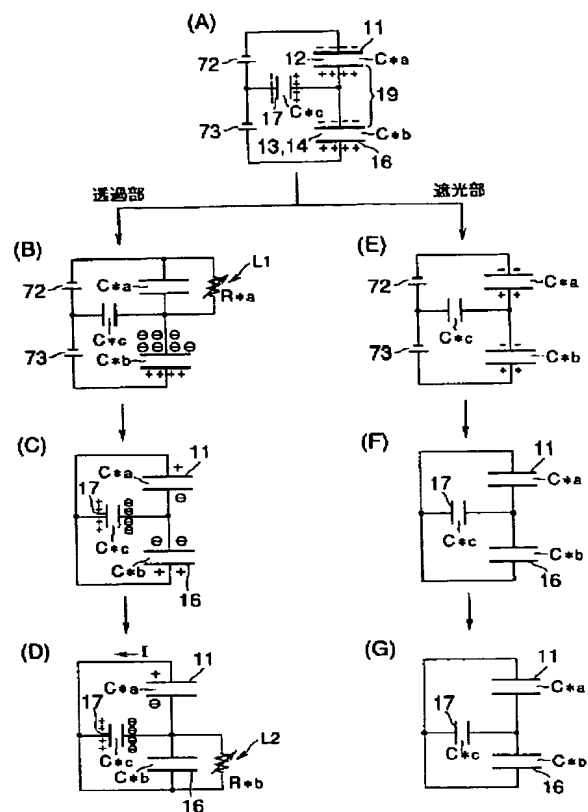 (A)
11
72
12
C*a
17
C*c
19
73
13,14
C*b
16
透過部
遮光部
(B)
L1
72
C*a
R*a
C*c
⊖⊖⊖
⊖⊖⊖⊖
73
C*b
++++
(E)
72
C*a
C*c
73
C*b
(C)
11
C*a
+
⊖
17
C*c
⊖ ⊖
C*b
+ +
16
(F)
11
C*a
17
C*c
C*b
16
(D)
I
11
C*a
+
⊖
17
L2
C*c
C*b
R*b
16
(G)
11
C*a
17
C*c
C*b
16